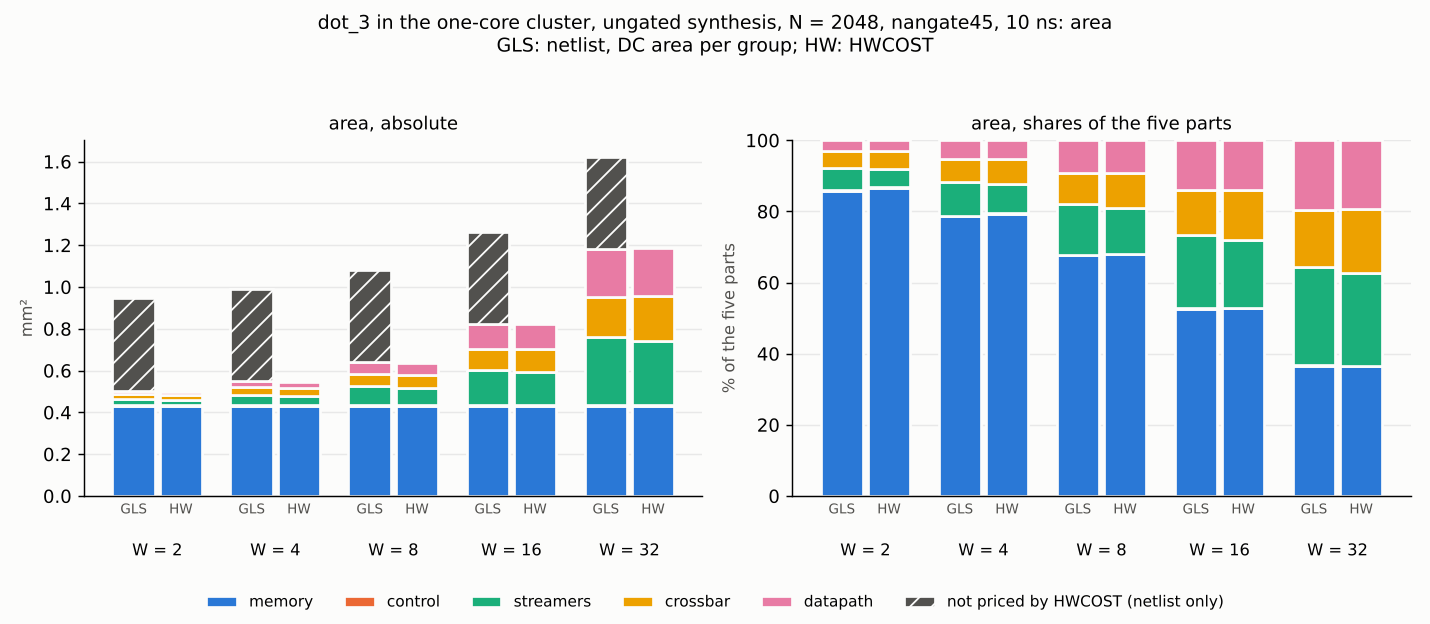 dot_3 in the one-core cluster, ungated synthesis, N = 2048, nangate45, 10 ns: area
GLS: netlist, DC area per group; HW: HWCOST
area, absolute
mm²
1.6
1.4
1.2
1.0
0.8
0.6
0.4
0.2
0.0
GLS HW GLS HW GLS HW GLS HW GLS HW
W = 2 W = 4 W = 8 W = 16 W = 32
area, shares of the five parts
% of the five parts
100
80
60
40
20
0
GLS HW GLS HW GLS HW GLS HW GLS HW
W = 2 W = 4 W = 8 W = 16 W = 32
memory control streamers crossbar datapath not priced by HWCOST (netlist only)